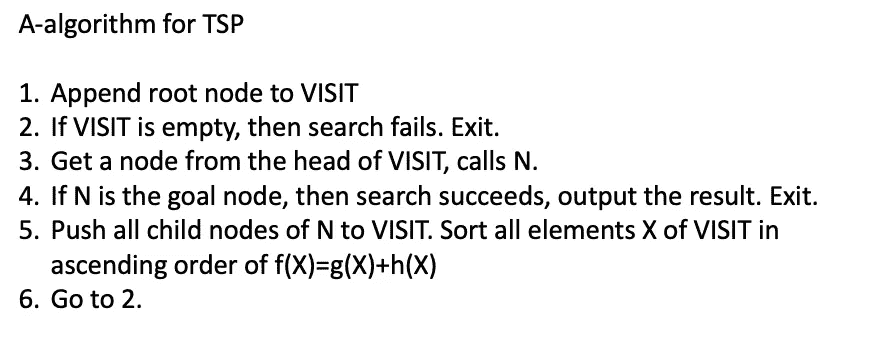 A-algorithm for TSP
1. Append root node to VISIT
2. If VISIT is empty, then search fails. Exit.
3. Get a node from the head of VISIT, calls N.
4. If N is the goal node, then search succeeds, output the result. Exit.
5. Push all child nodes of N to VISIT. Sort all elements X of VISIT in
ascending order of f(X)=g(X)+h(X)
6. Go to 2.